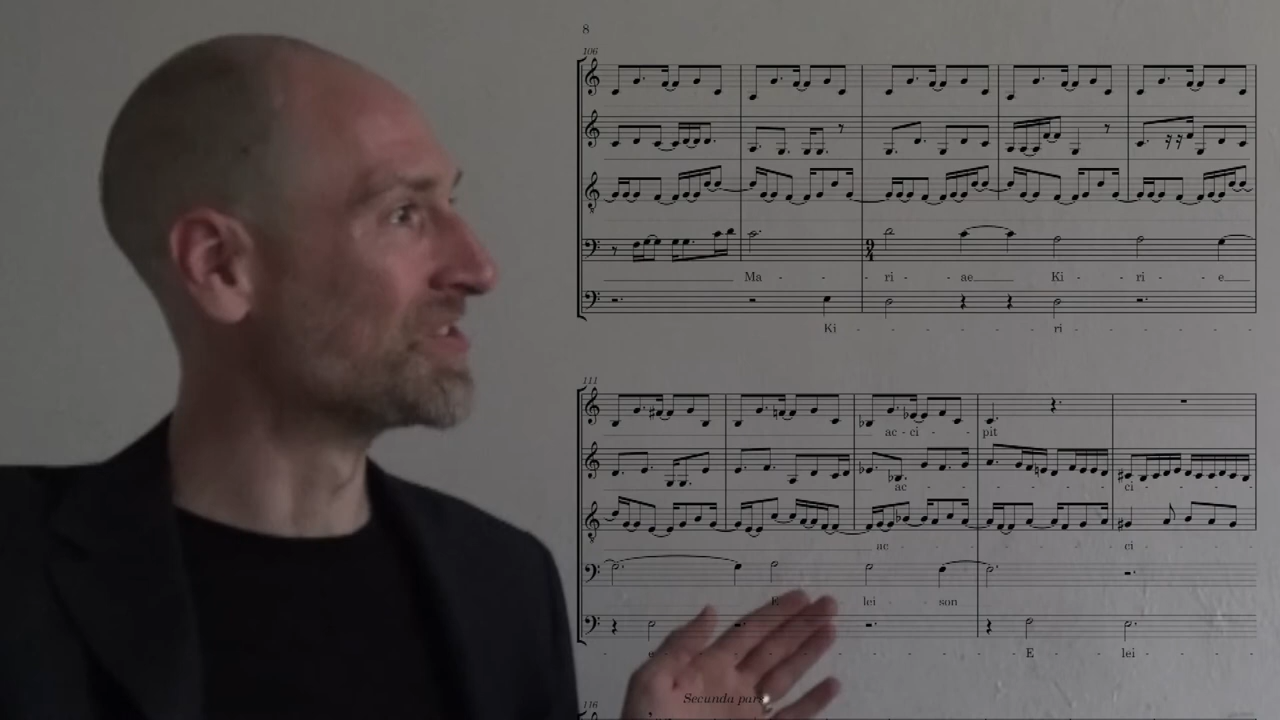 8
106
Ma - - ri - ae Ki - ri - e
Ki - - - - - ri - - - - -
111
ac - ci - - pit
ac - - - - - ci - - - -
ac - - - - - ci - - -
E - lei - son
- - e - - - - - - E - lei -
Secunda pars
116